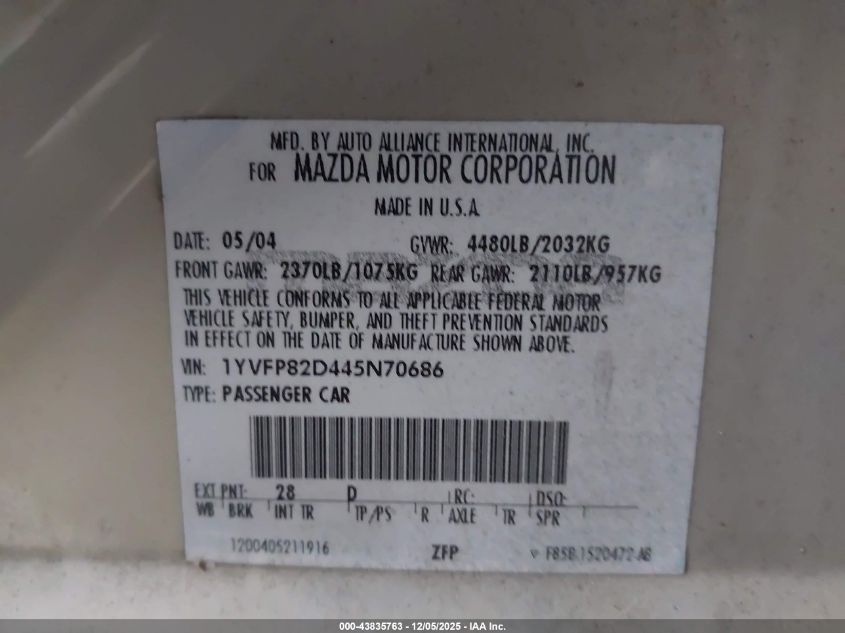 MFD. BY AUTO ALLIANCE INTERNATIONAL, INC.
FOR MAZDA MOTOR CORPORATION
MADE IN U.S.A
DATE: 05/04 GVWR: 4480LB/2032KG
FRONT GAWR: 2370LB/1075KG REAR GAWR: 2110LB/957KG
THIS VEHICLE CONFORMS TO ALL APPLICABLE FEDERAL MOTOR
VEHICLE SAFETY, BUMPER, AND THEFT PREVENTION STANDARDS
IN EFFECT ON THE DATE OF MANUFACTURE SHOWN ABOVE.
VIN: 1YVFP82D445N70686
TYPE: PASSENGER CAR
EXT PNT: 28 D RC: DSO:
WB BRK INT TR TP/PS R AXLE TR SPR
1200405211916 ZFP F85B-1520472-AB
000-43835763 - 12/05/2025 - IAA Inc.